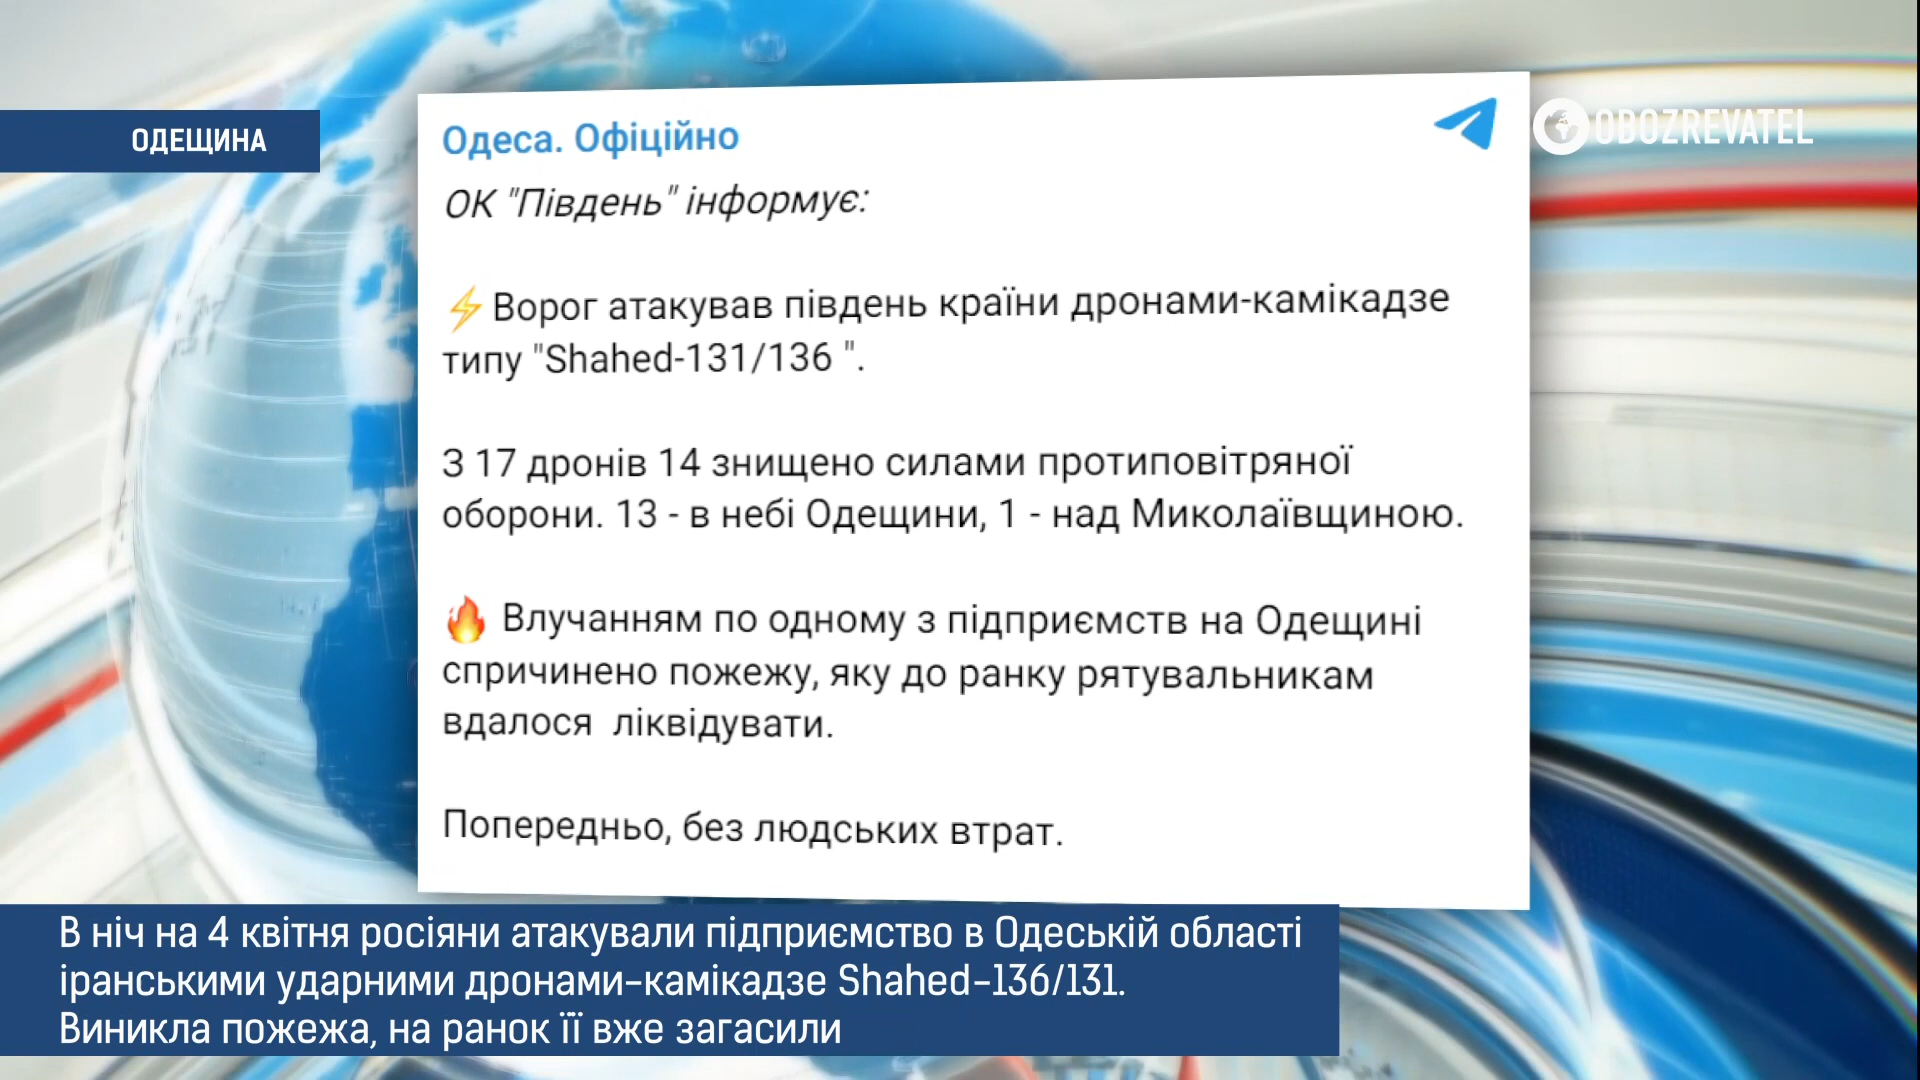 ОДЕЩИНА
OBOZREVATEL
Одеса. Офіційно
ОК "Південь" інформує:
⚡Ворог атакував південь країни дронами-камікадзе
типу "Shahed-131/136 ".
З 17 дронів 14 знищено силами протиповітряної
оборони. 13 - в небі Одещини, 1 - над Миколаївщиною.
🔥 Влучанням по одному з підприємств на Одещині
спричинено пожежу, яку до ранку рятувальникам
вдалося  ліквідувати.
Попередньо, без людських втрат.
В ніч на 4 квітня росіяни атакували підприємство в Одеській області
іранськими ударними дронами-камікадзе Shahed-136/131.
Виникла пожежа, на ранок її вже загасили